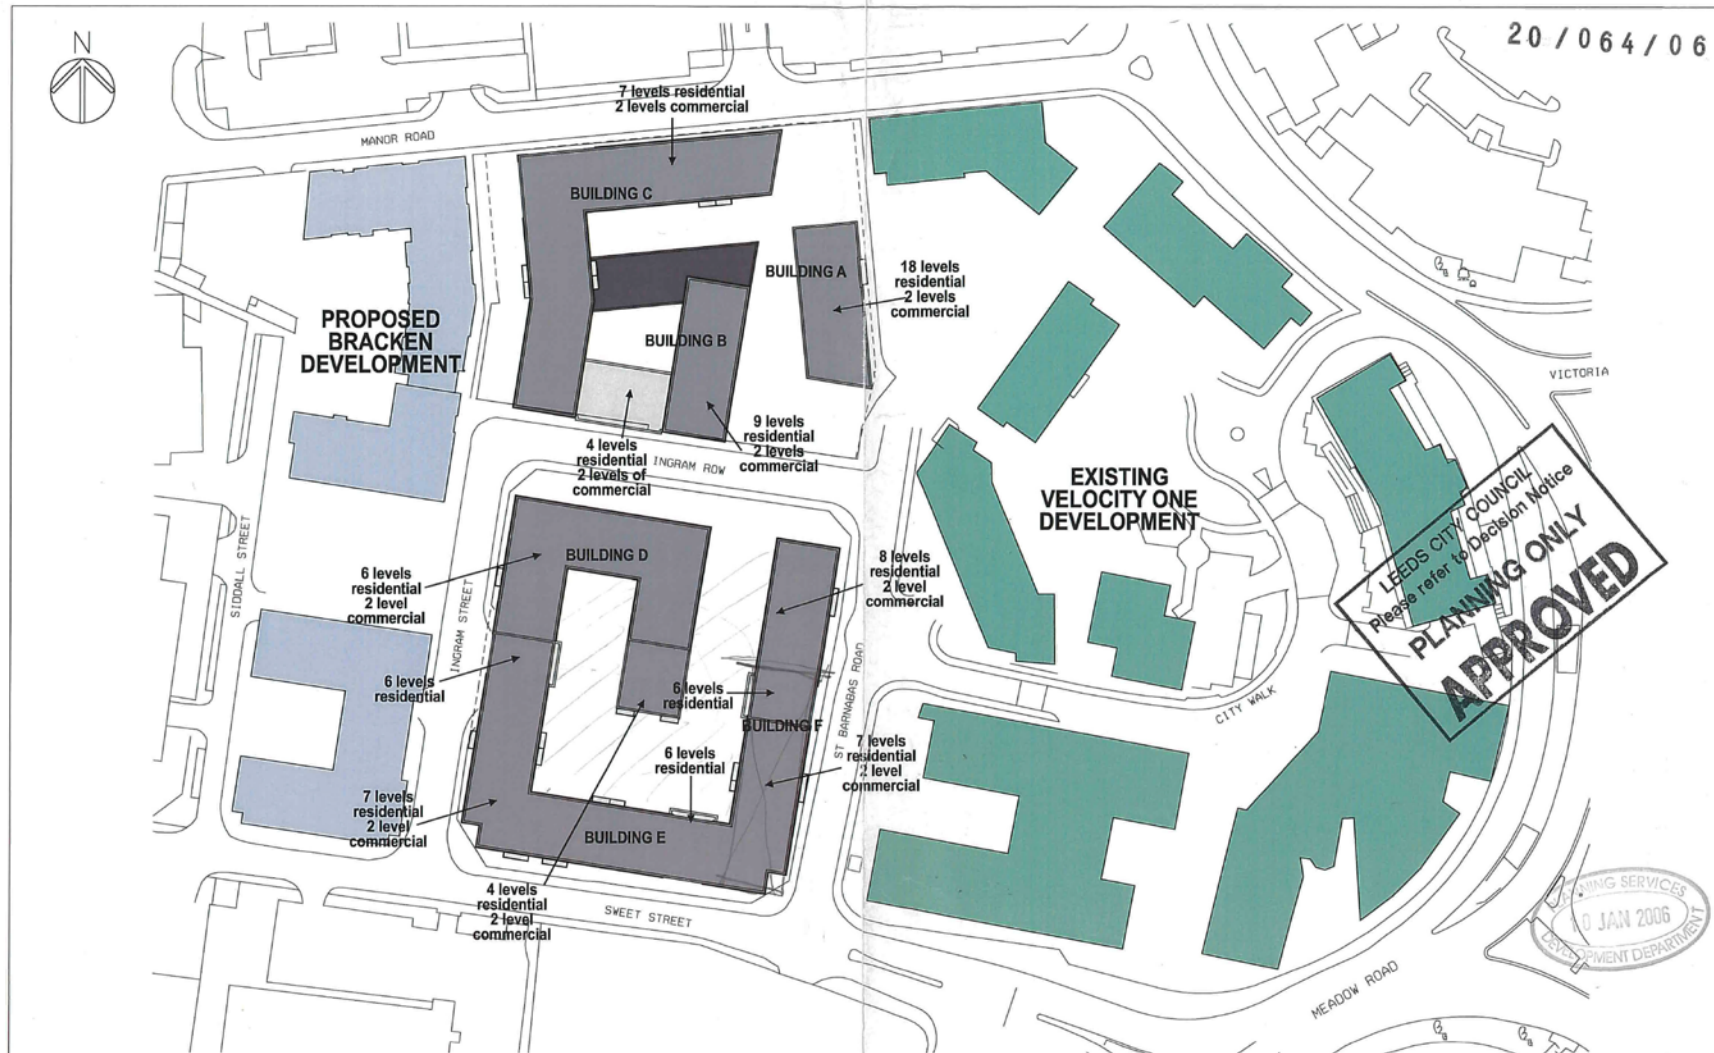 20/064/06
N
7 levels residential
2 levels commercial
MANOR ROAD
BUILDING C
BUILDING A
18 levels
residential
2 levels
commercial
PROPOSED
BRACKEN
DEVELOPMENT
BUILDING B
VICTORIA
9 levels
residential
2 levels
commercial
4 levels
residential
2 levels of
commercial
INGRAM ROW
EXISTING
VELOCITY ONE
DEVELOPMENT
LEEDS CITY COUNCIL
Please refer to Decision Notice
PLANNING ONLY
APPROVED
SIDDALL STREET
INGRAM STREET
BUILDING D
6 levels
residential
2 level
commercial
8 levels
residential
2 level
commercial
6 levels
residential
6 levels
residential
BUILDING F
ST BARNABAS ROAD
CITY WALK
6 levels
residential
7 levels
residential
2 level
commercial
7 levels
residential
2 level
commercial
BUILDING E
4 levels
residential
2 level
commercial
SWEET STREET
MEADOW ROAD
SERVICES
10 JAN 2006
DEPARTMENT